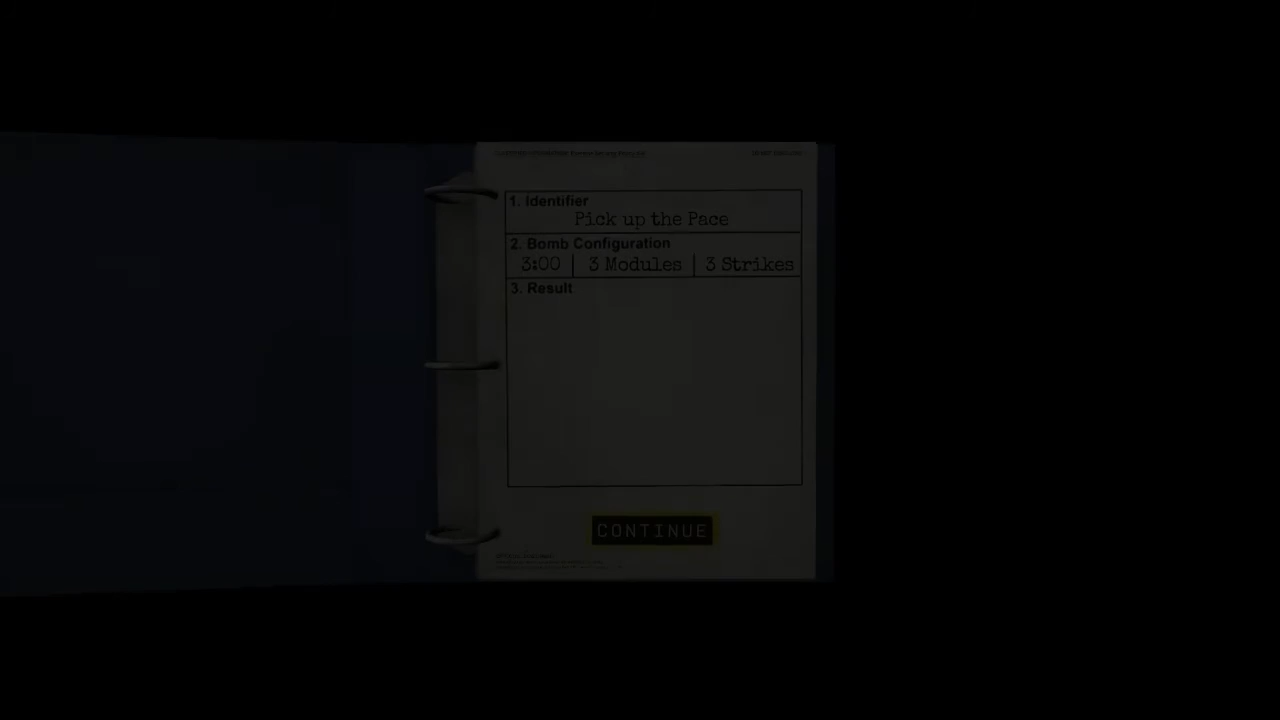 1. Identifier
Pick up the Pace
2. Bomb Configuration
3:00 3 Modules 3 Strikes
3. Result
CONTINUE